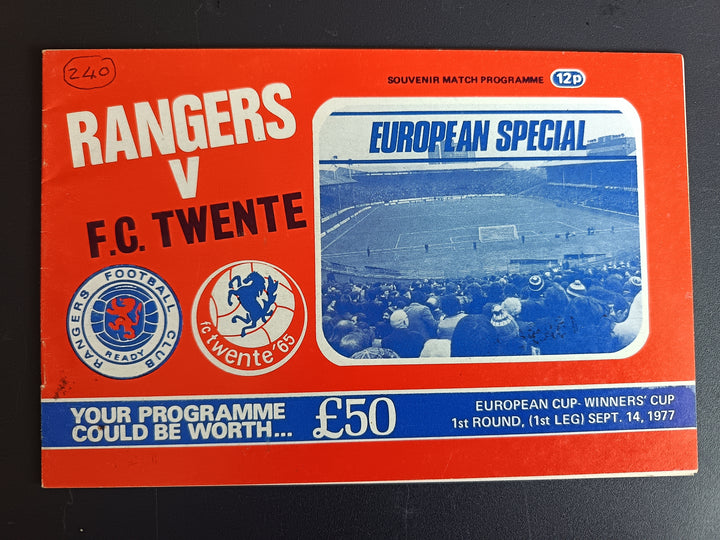 240
SOUVENIR MATCH PROGRAMME 12p
RANGERS
V
F.C. TWENTE
EUROPEAN SPECIAL
RANGERS FOOTBALL CLUB
READY
fc twente '65
YOUR PROGRAMME
COULD BE WORTH...
£50
EUROPEAN CUP-WINNERS' CUP
1st ROUND, (1st LEG) SEPT. 14, 1977